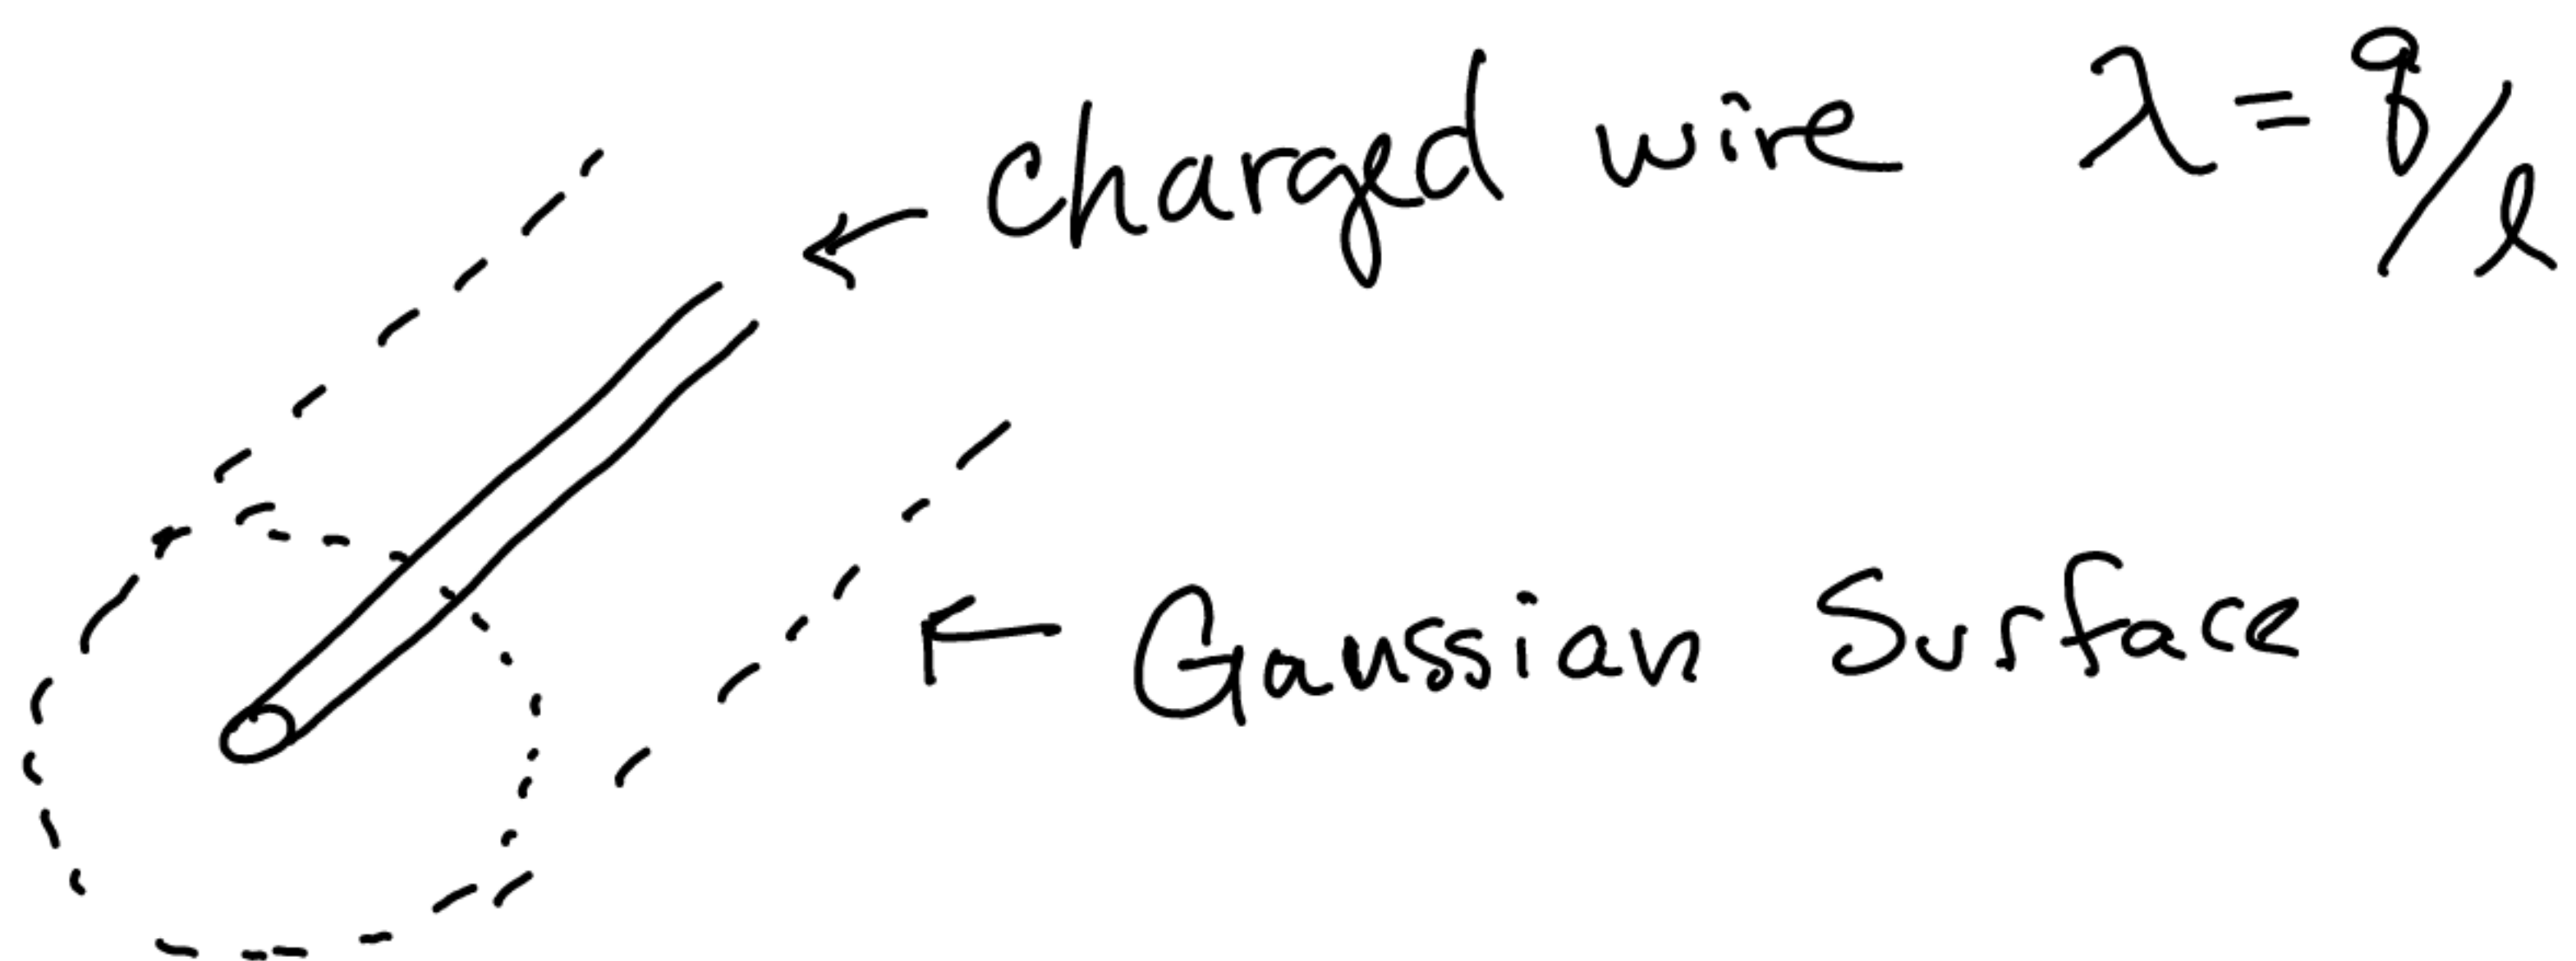 charged wire λ = q/l
Gaussian Surface